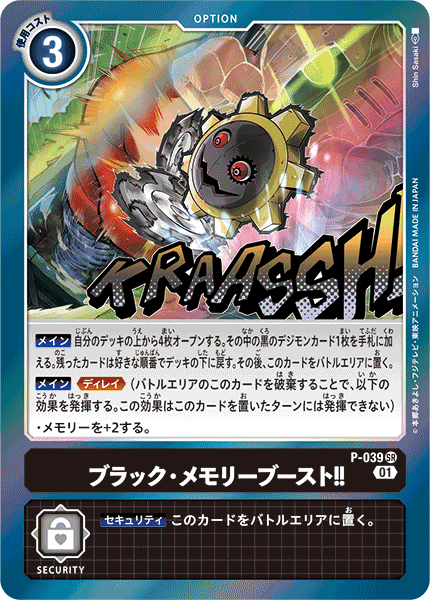 OPTION
使用コスト
3
Shin Sasaki
BANDAI MADE IN JAPAN
© 本郷あきよし・フジテレビ・東映アニメーション
KRAASSH!
メイン 自分のデッキの上から4枚オープンする。その中の黒のデジモンカード1枚を手札に加
える。残ったカードは好きな順番でデッキの下に戻す。その後、このカードをバトルエリアに置く。
メイン ディレイ (バトルエリアのこのカードを破棄することで、以下の
効果を発揮する。この効果はこのカードを置いたターンには発揮できない)
・メモリーを+2する。
P-039 SR
01
ブラック・メモリーブースト!!
セキュリティ このカードをバトルエリアに置く。
SECURITY